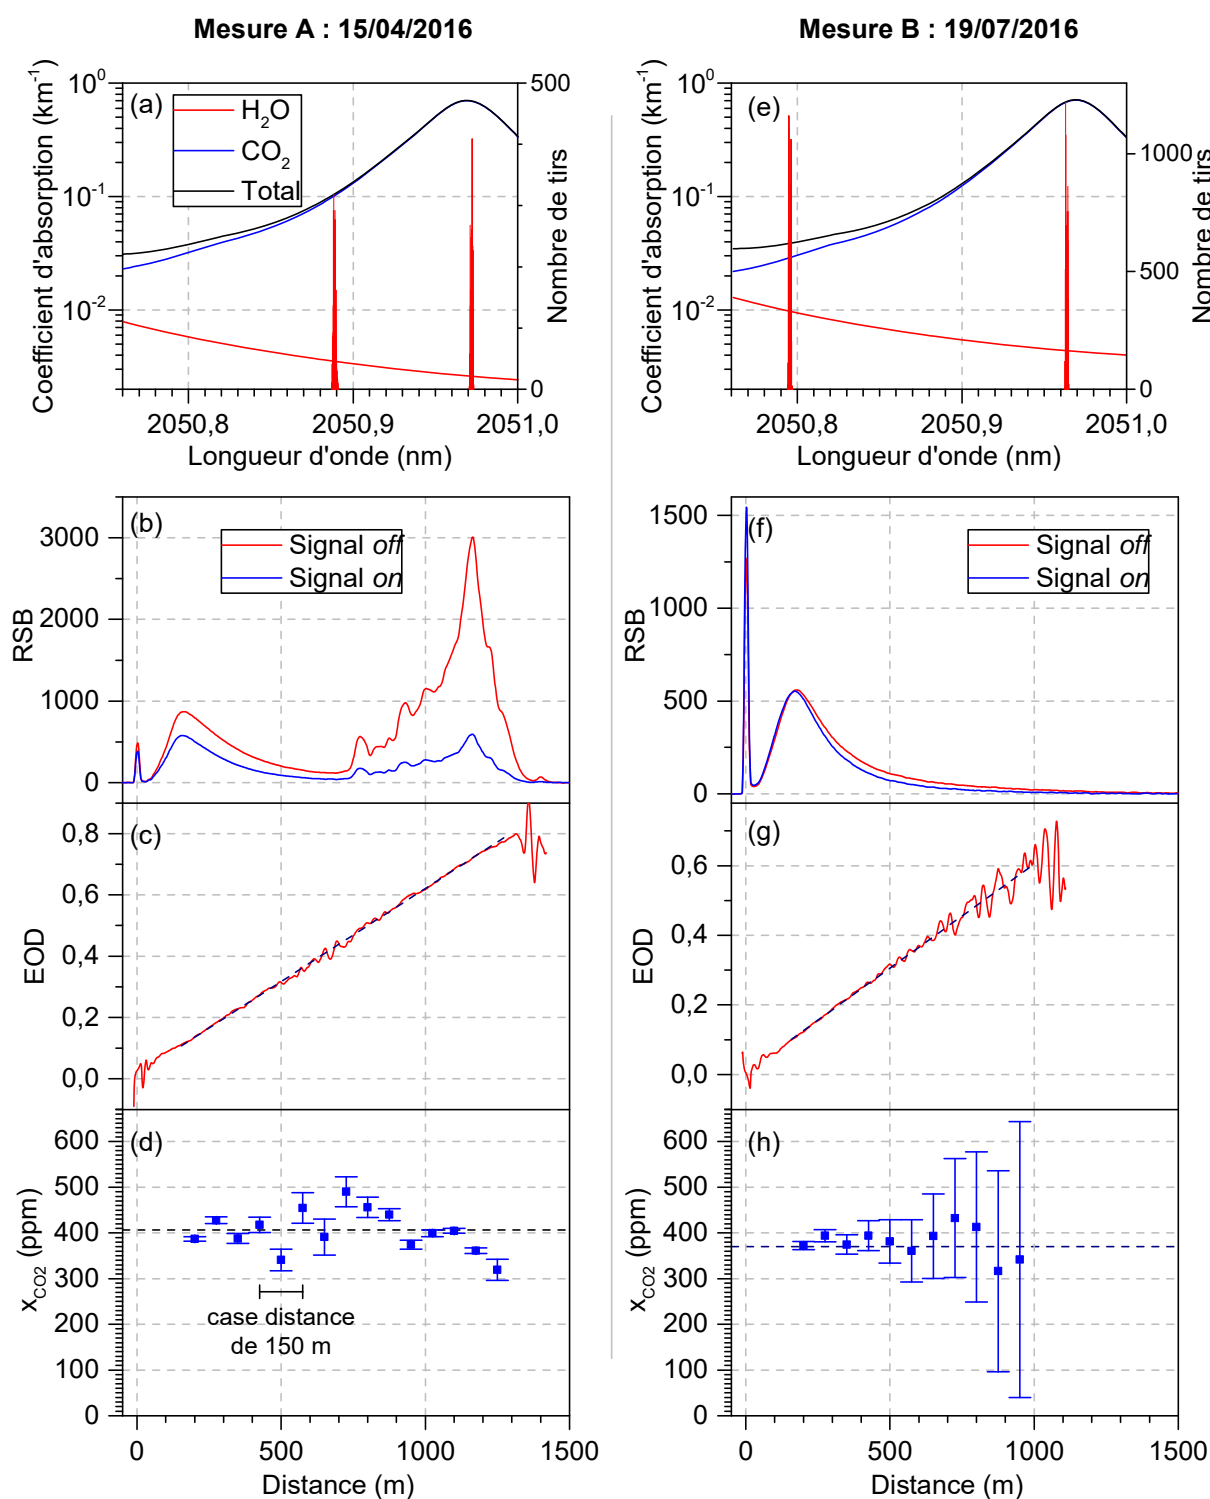 Mesure A : 15/04/2016
Mesure B : 19/07/2016
(a)
H₂O
CO₂
Total
Coefficient d'absorption (km⁻¹)
10⁰
10⁻¹
10⁻²
500
0
Nombre de tirs
2050,8
2050,9
2051,0
Longueur d'onde (nm)
(e)
Coefficient d'absorption (km⁻¹)
10⁰
10⁻¹
10⁻²
1000
500
0
Nombre de tirs
2050,8
2050,9
2051,0
Longueur d'onde (nm)
(b)
Signal off
Signal on
RSB
3000
2000
1000
0
(f)
Signal off
Signal on
RSB
1500
1000
500
0
(c)
EOD
0,8
0,6
0,4
0,2
0,0
(g)
EOD
0,6
0,4
0,2
0,0
(d)
x_CO2 (ppm)
600
500
400
300
200
100
0
case distance
de 150 m
0
500
1000
1500
Distance (m)
(h)
x_CO2 (ppm)
600
500
400
300
200
100
0
0
500
1000
1500
Distance (m)